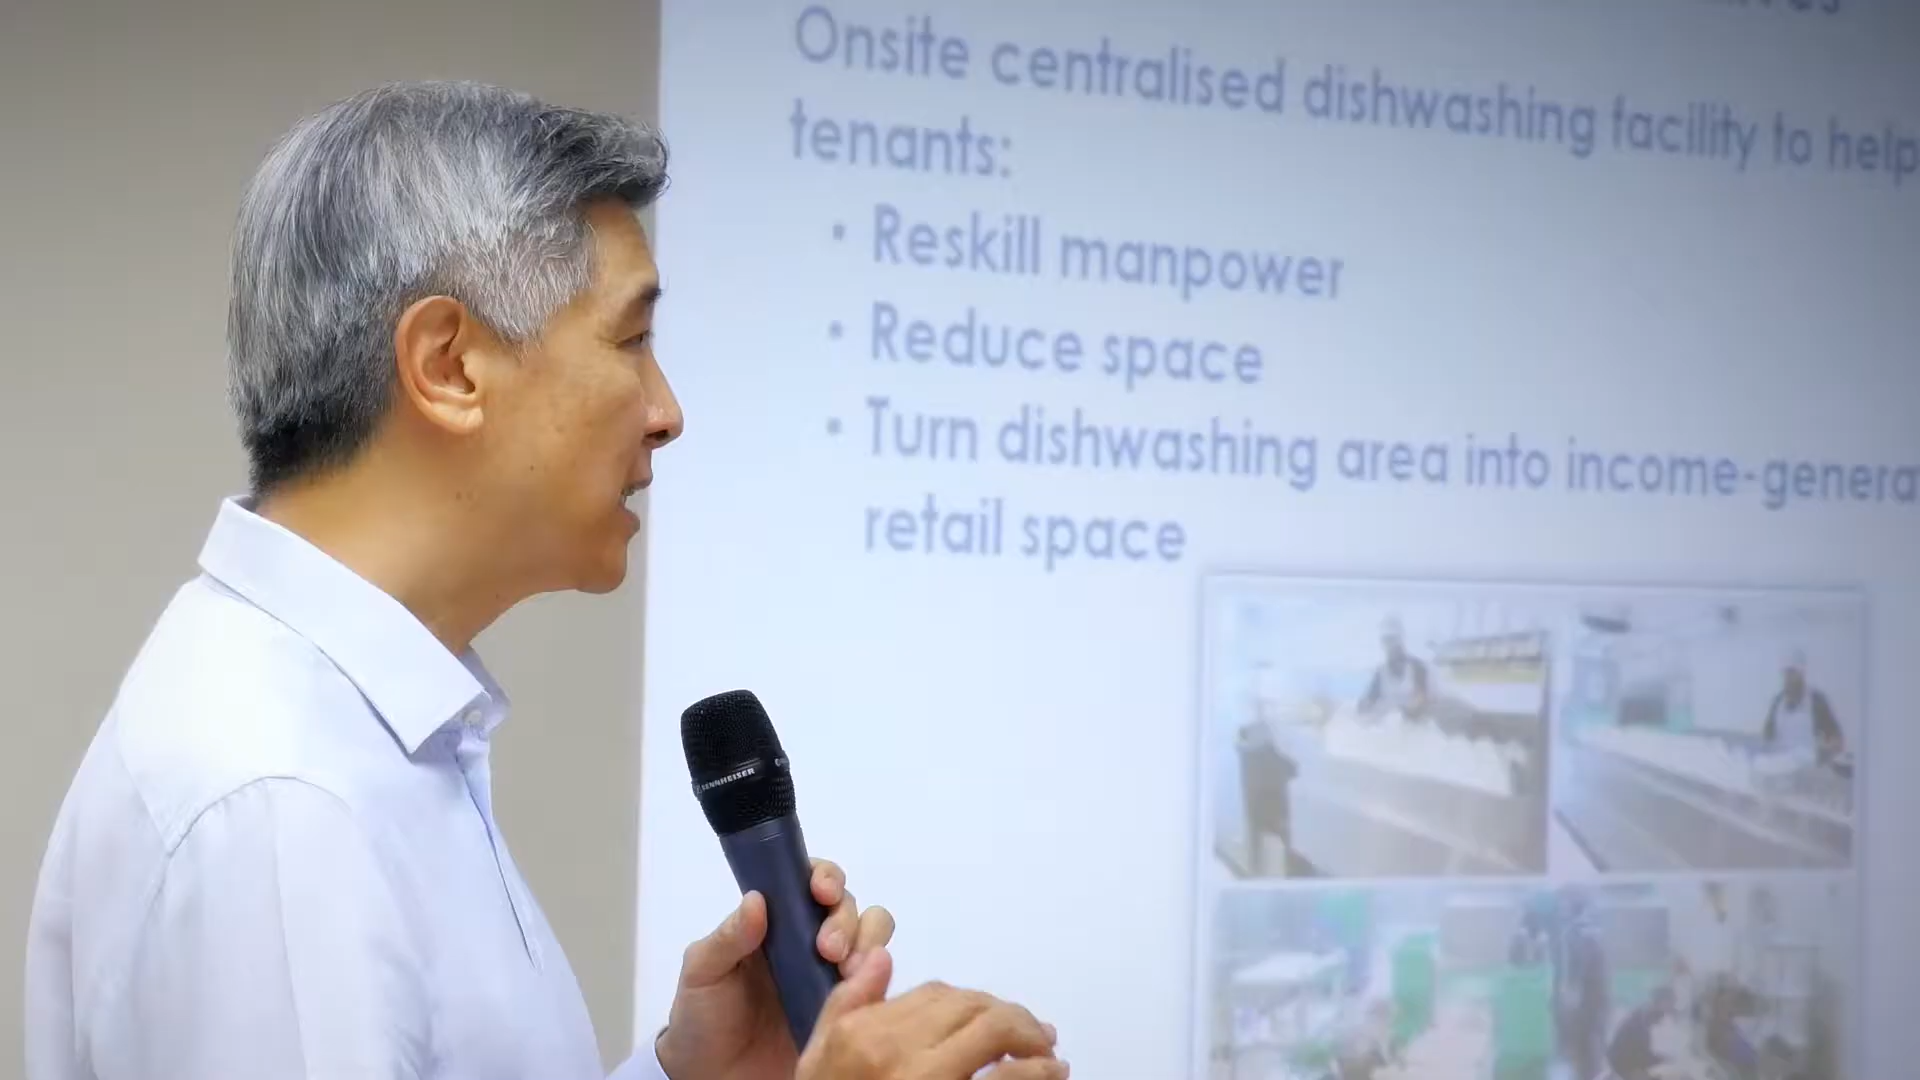 Onsite centralised dishwashing facility to help
tenants:
• Reskill manpower
• Reduce space
• Turn dishwashing area into income-genera
retail space
SENNHEISER